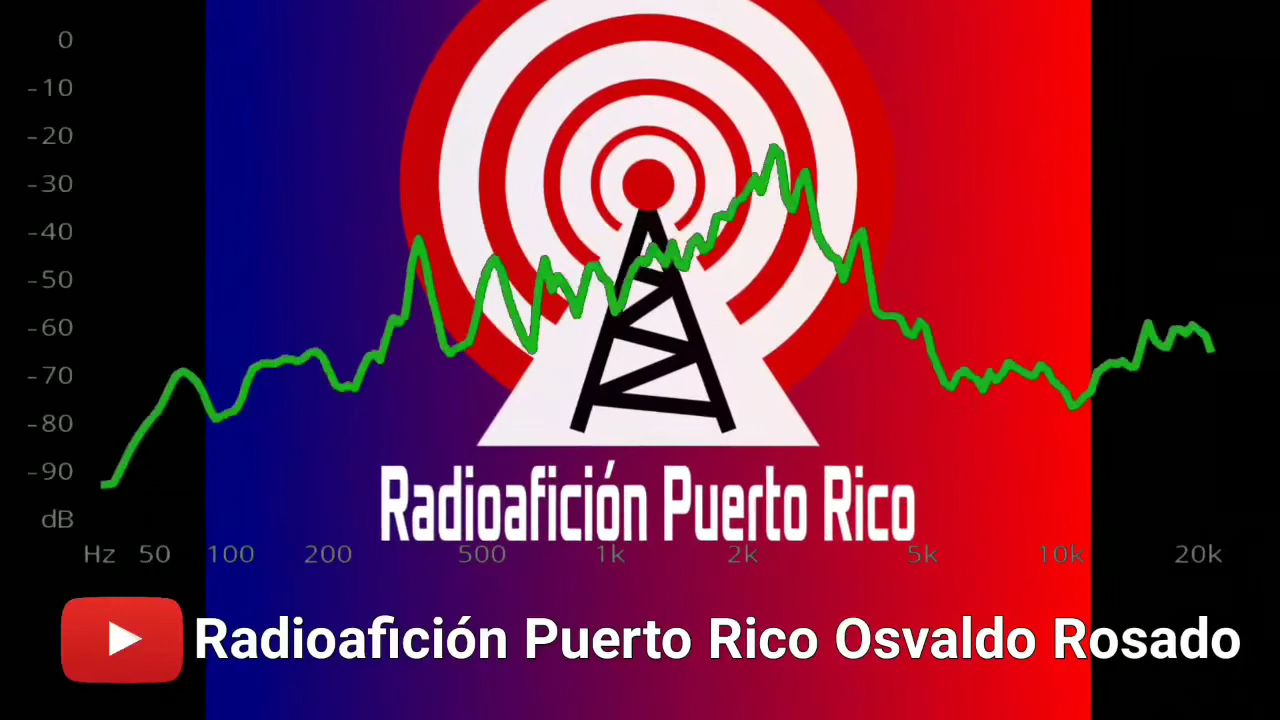 0
-10
-20
-30
-40
-50
-60
-70
-80
-90
dB
Radioafición Puerto Rico
Hz 50 100 200 500 1k 2k 5k 10k 20k
Radioafición Puerto Rico Osvaldo Rosado